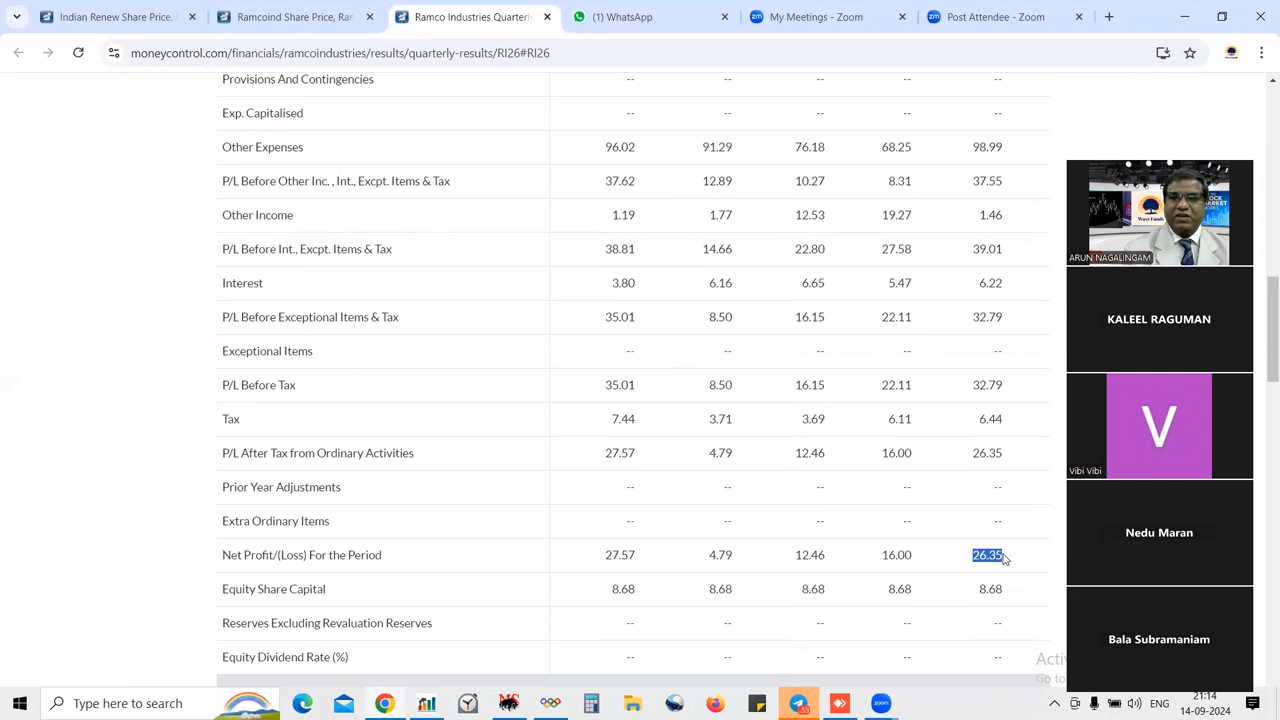 Indian Renew Share Price,
Ramco Industries Share P
Ramco Industries Quarterly
(1) WhatsApp
My Meetings - Zoom
Post Attendee - Zoom
moneycontrol.com/financials/ramcoindustries/results/quarterly-results/RI26#RI26
Provisions And Contingencies -- -- -- -- --
Exp. Capitalised -- -- -- -- --
Other Expenses 96.02 91.29 76.18 68.25 98.99
P/L Before Other Inc. , Int., Excpt. Items & Tax 37.62 12.89 10.27 8.31 37.55
Other Income 1.19 1.77 12.53 19.27 1.46
P/L Before Int., Excpt. Items & Tax 38.81 14.66 22.80 27.58 39.01
Interest 3.80 6.16 6.65 5.47 6.22
P/L Before Exceptional Items & Tax 35.01 8.50 16.15 22.11 32.79
Exceptional Items -- -- -- -- --
P/L Before Tax 35.01 8.50 16.15 22.11 32.79
Tax 7.44 3.71 3.69 6.11 6.44
P/L After Tax from Ordinary Activities 27.57 4.79 12.46 16.00 26.35
Prior Year Adjustments -- -- -- -- --
Extra Ordinary Items -- -- -- -- --
Net Profit/(Loss) For the Period 27.57 4.79 12.46 16.00 26.35
Equity Share Capital 8.68 8.68 8.68 8.68 8.68
Reserves Excluding Revaluation Reserves -- -- -- -- --
Equity Dividend Rate (%) -- -- -- -- --
Wave Funds
ARUN NAGALINGAM
KALEEL RAGUMAN
V
Vibi Vibi
Nedu Maran
Bala Subramaniam
Type here to search
ENG
21:14
14-09-2024